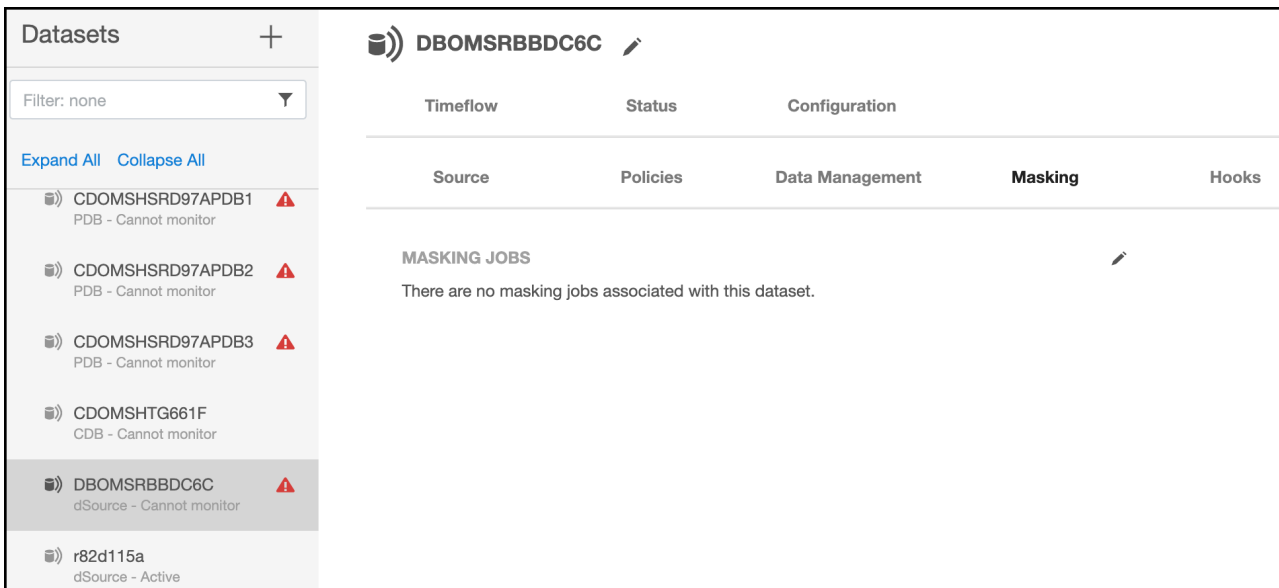 Datasets
Filter: none
Expand All Collapse All
CDOMSHSRD97APDB1
PDB - Cannot monitor
CDOMSHSRD97APDB2
PDB - Cannot monitor
CDOMSHSRD97APDB3
PDB - Cannot monitor
CDOMSHTG661F
CDB - Cannot monitor
DBOMSRBBDC6C
dSource - Cannot monitor
r82d115a
dSource - Active
DBOMSRBBDC6C
Timeflow Status Configuration
Source Policies Data Management Masking Hooks
MASKING JOBS
There are no masking jobs associated with this dataset.